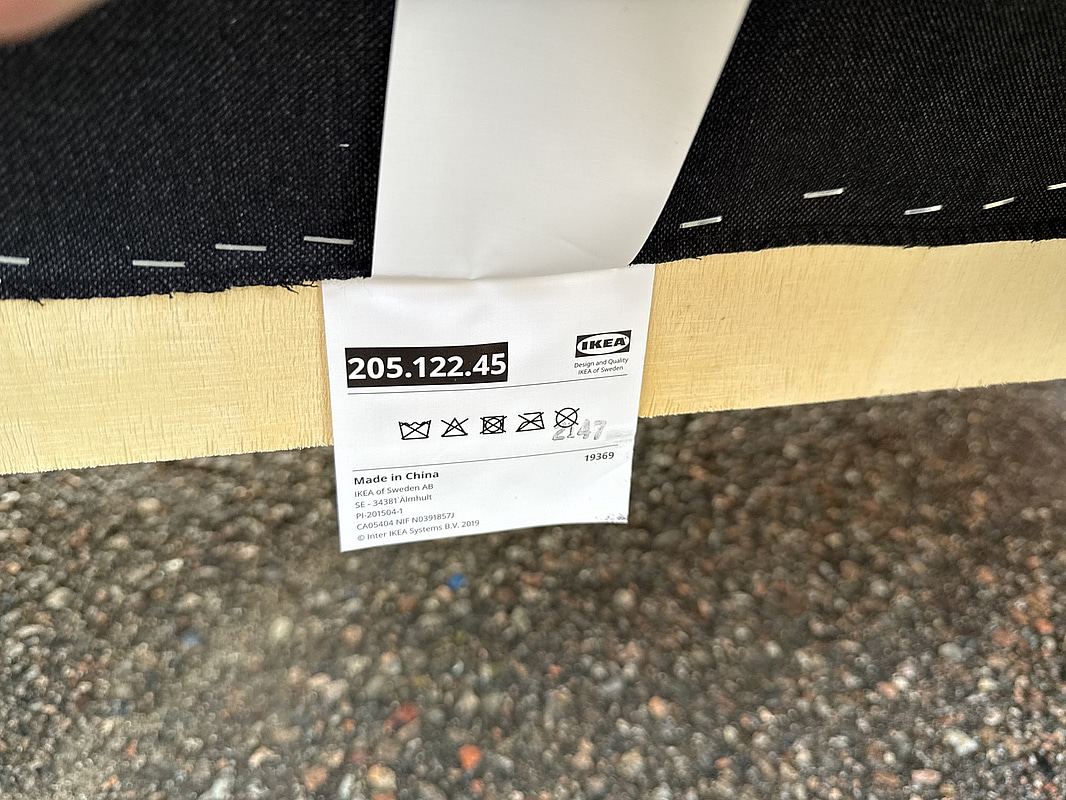 205.122.45
IKEA
Design and Quality
IKEA of Sweden
2147
19369
Made in China
IKEA of Sweden AB
SE - 34381 Älmhult
PI-201504-1
CA05404 NIF N0391857J
© Inter IKEA Systems B.V. 2019